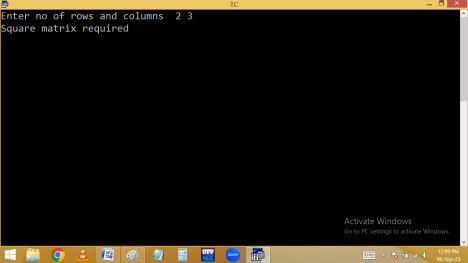 TC
Enter no of rows and columns 2 3
Square matrix required
Activate Windows
Go to PC settings to activate Windows.
12:09 PM
06-Sep-23